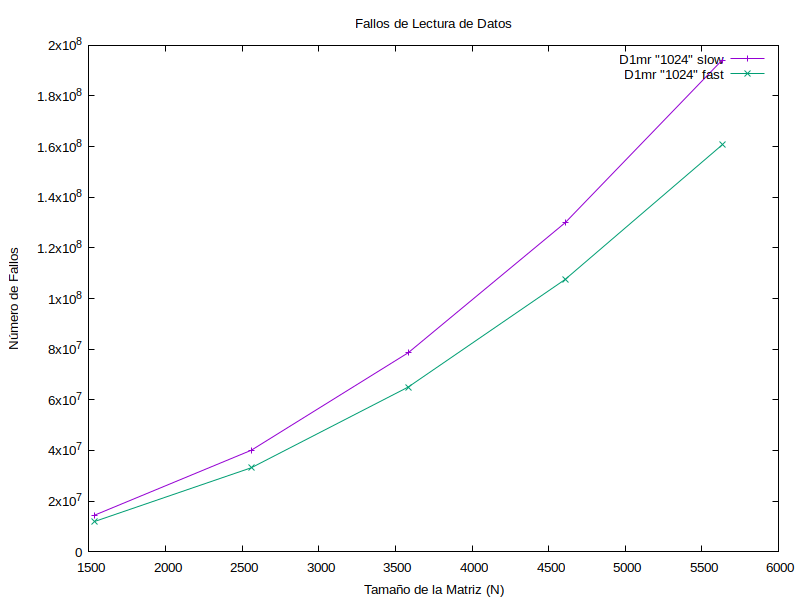 Fallos de Lectura de Datos
D1mr "1024" slow
D1mr "1024" fast
2x10^8
1.8x10^8
1.6x10^8
1.4x10^8
1.2x10^8
1x10^8
8x10^7
6x10^7
4x10^7
2x10^7
0
Número de Fallos
1500 2000 2500 3000 3500 4000 4500 5000 5500 6000
Tamaño de la Matriz (N)